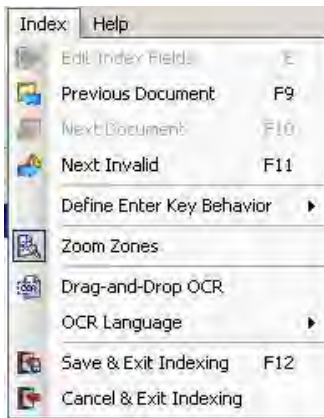 Index Help
Edit Index Fields E
Previous Document F9
Next Document F10
Next Invalid F11
Define Enter Key Behavior
Zoom Zones
Drag-and-Drop OCR
OCR Language
Save & Exit Indexing F12
Cancel & Exit Indexing